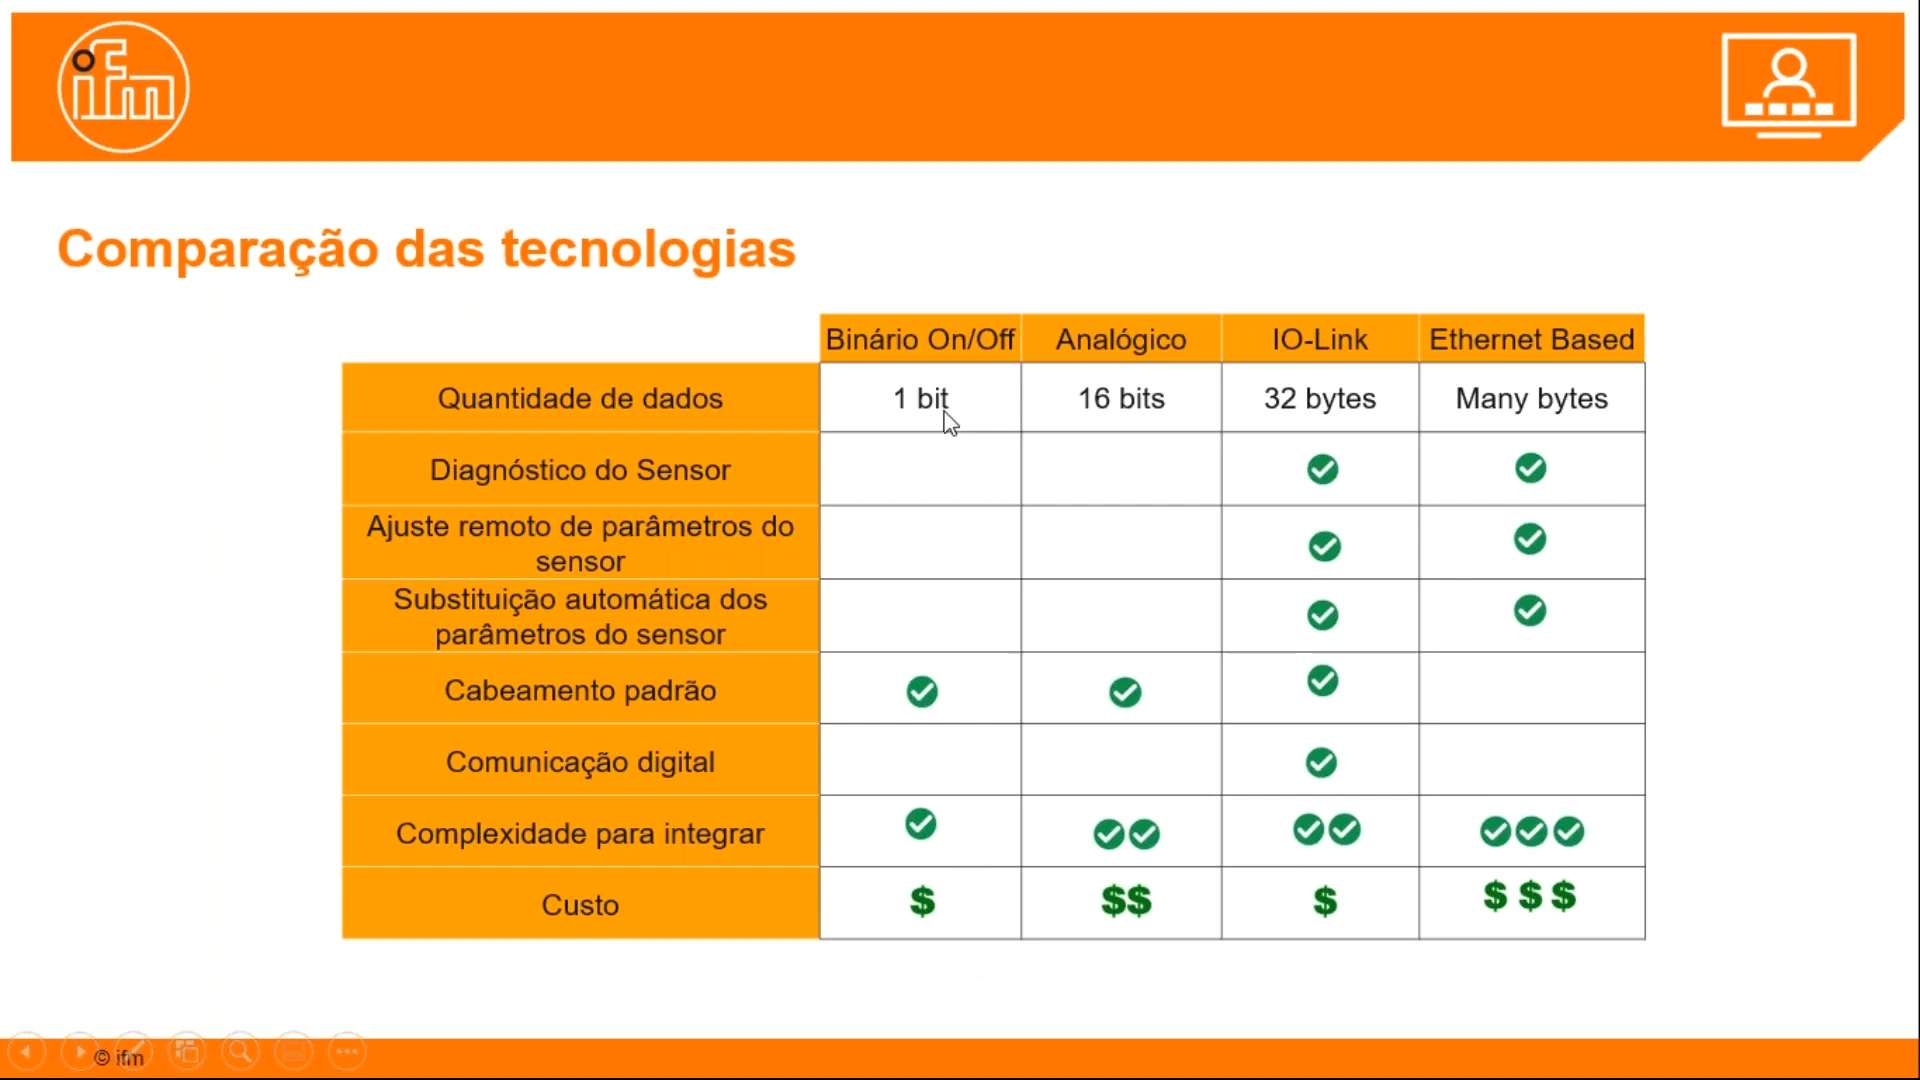 ifm
Comparação das tecnologias
Binário On/Off Analógico IO-Link Ethernet Based
Quantidade de dados 1 bit 16 bits 32 bytes Many bytes
Diagnóstico do Sensor
Ajuste remoto de parâmetros do
sensor
Substituição automática dos
parâmetros do sensor
Cabeamento padrão
Comunicação digital
Complexidade para integrar
Custo $ $$ $ $ $ $
© ifm